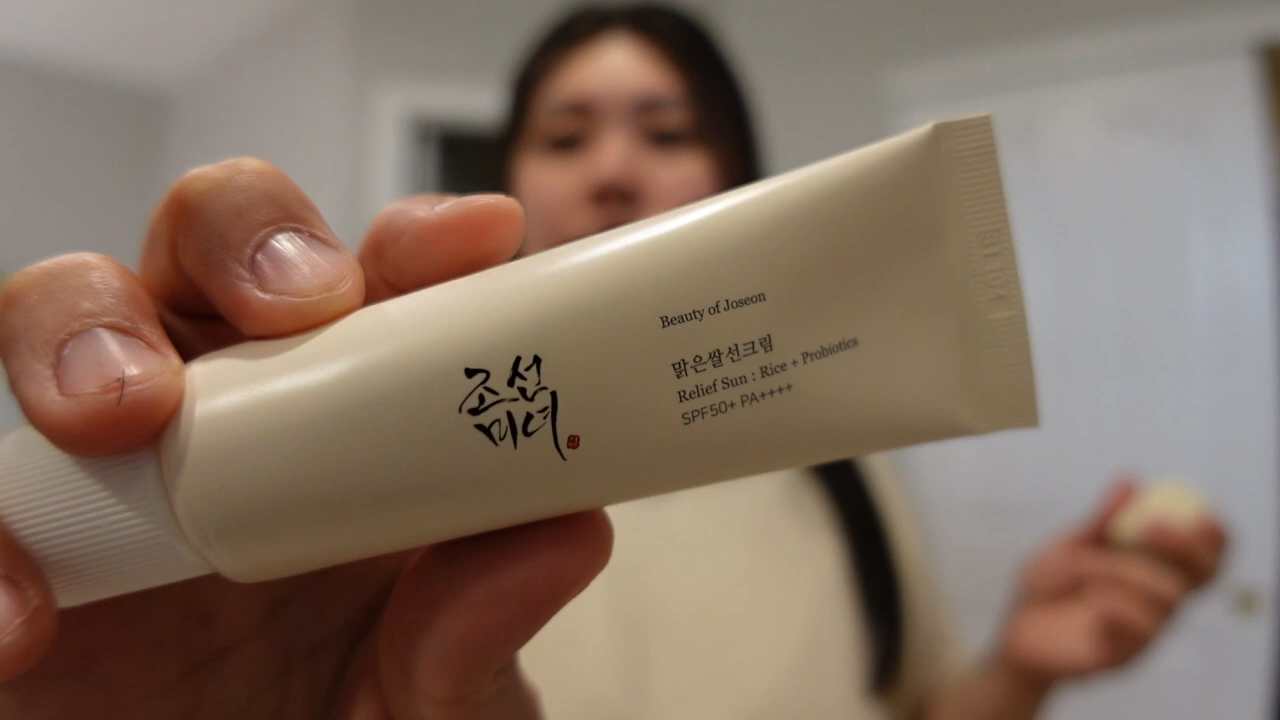 조선
미녀
Beauty of Joseon
맑은쌀선크림
Relief Sun : Rice + Probiotics
SPF50+ PA++++